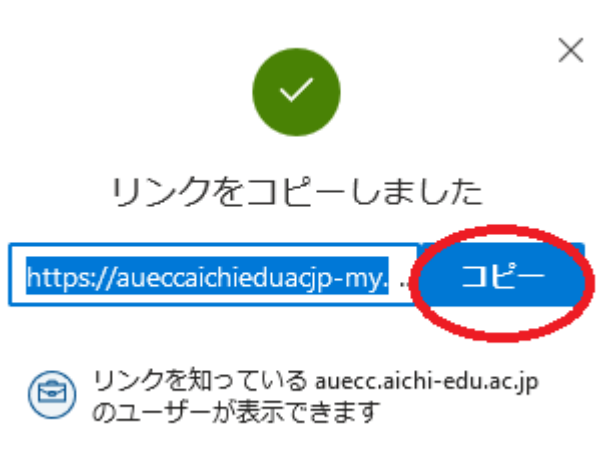 リンクをコピーしました
https://aueccaichieduacjp-my. ..
コピー
リンクを知っている auecc.aichi-edu.ac.jp
のユーザーが表示できます